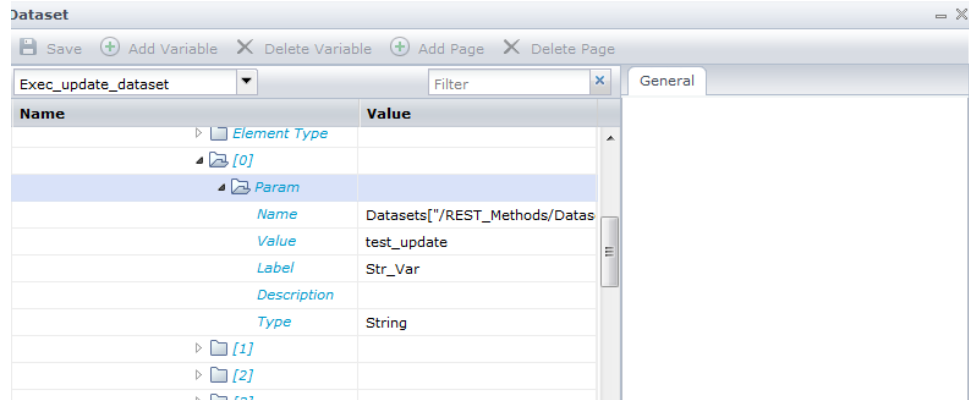 Dataset
Save Add Variable Delete Variable Add Page Delete Page
Exec_update_dataset Filter General
Name Value
Element Type
[0]
Param
Name Datasets["/REST_Methods/Datas
Value test_update
Label Str_Var
Description
Type String
[1]
[2]